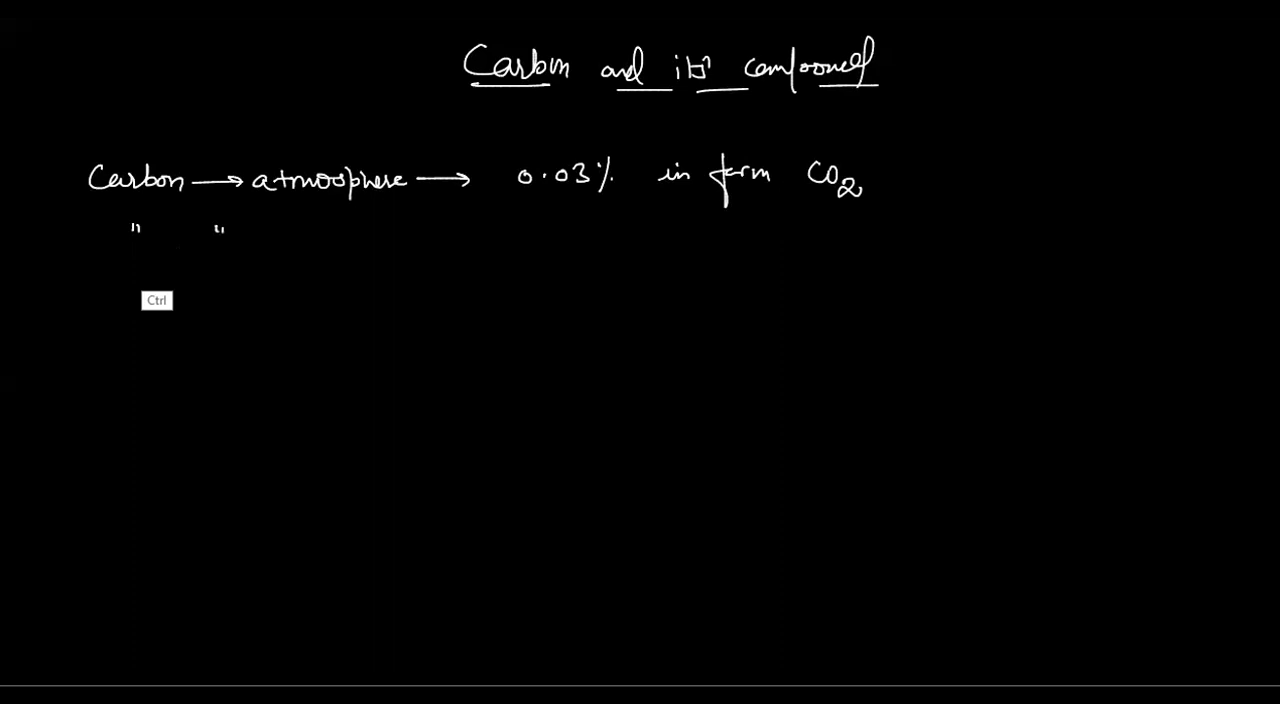 Carbon and its compound
Carbon → atmosphere → 0.03% in form CO2
" "
Ctrl